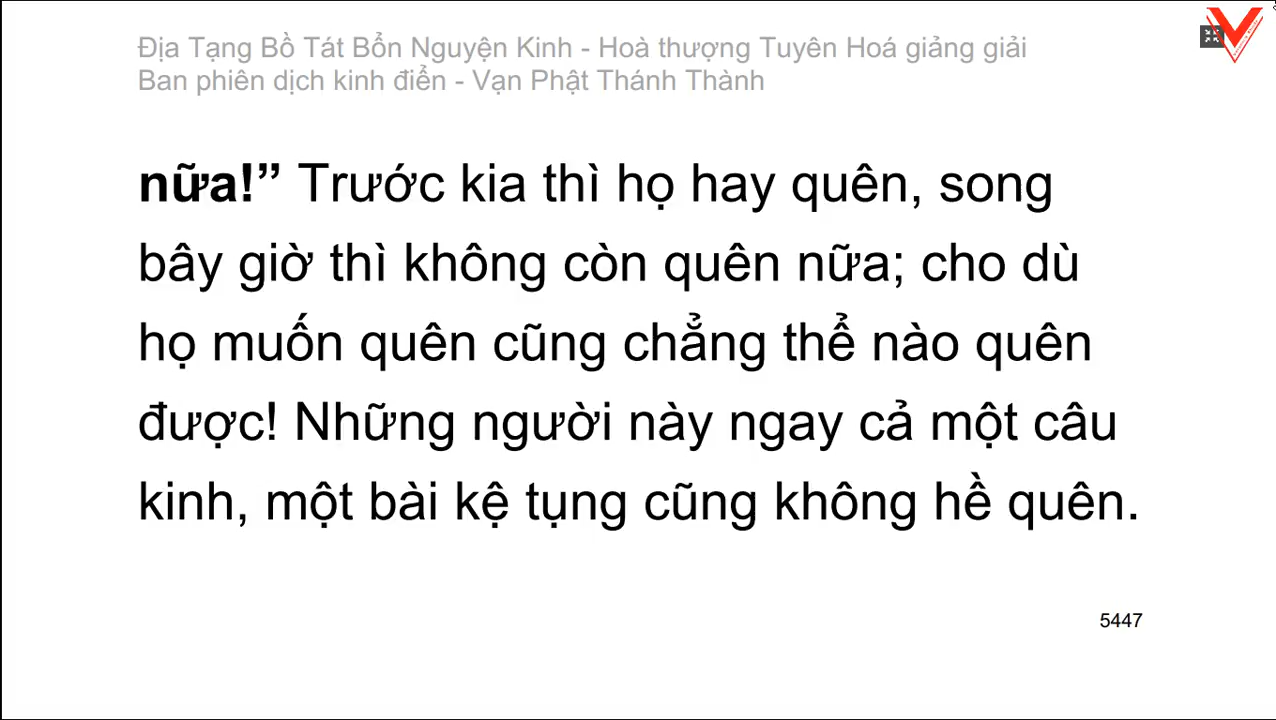 Địa Tạng Bồ Tát Bổn Nguyện Kinh - Hoà thượng Tuyên Hoá giảng giải
Ban phiên dịch kinh điển - Vạn Phật Thánh Thành
nữa!” Trước kia thì họ hay quên, song
bây giờ thì không còn quên nữa; cho dù
họ muốn quên cũng chẳng thể nào quên
được! Những người này ngay cả một câu
kinh, một bài kệ tụng cũng không hề quên.
5447